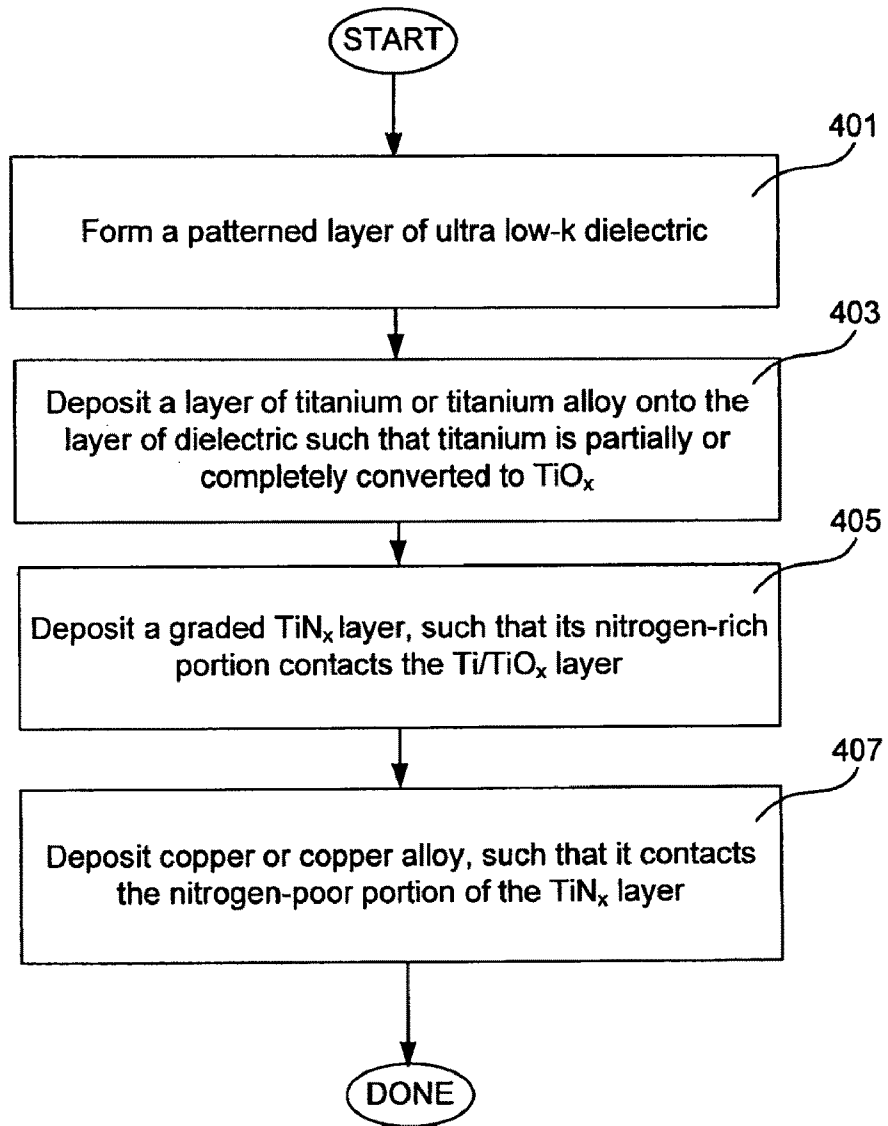 START
401
Form a patterned layer of ultra low-k dielectric
403
Deposit a layer of titanium or titanium alloy onto the
layer of dielectric such that titanium is partially or
completely converted to TiOₓ
405
Deposit a graded TiNₓ layer, such that its nitrogen-rich
portion contacts the Ti/TiOₓ layer
407
Deposit copper or copper alloy, such that it contacts
the nitrogen-poor portion of the TiNₓ layer
DONE